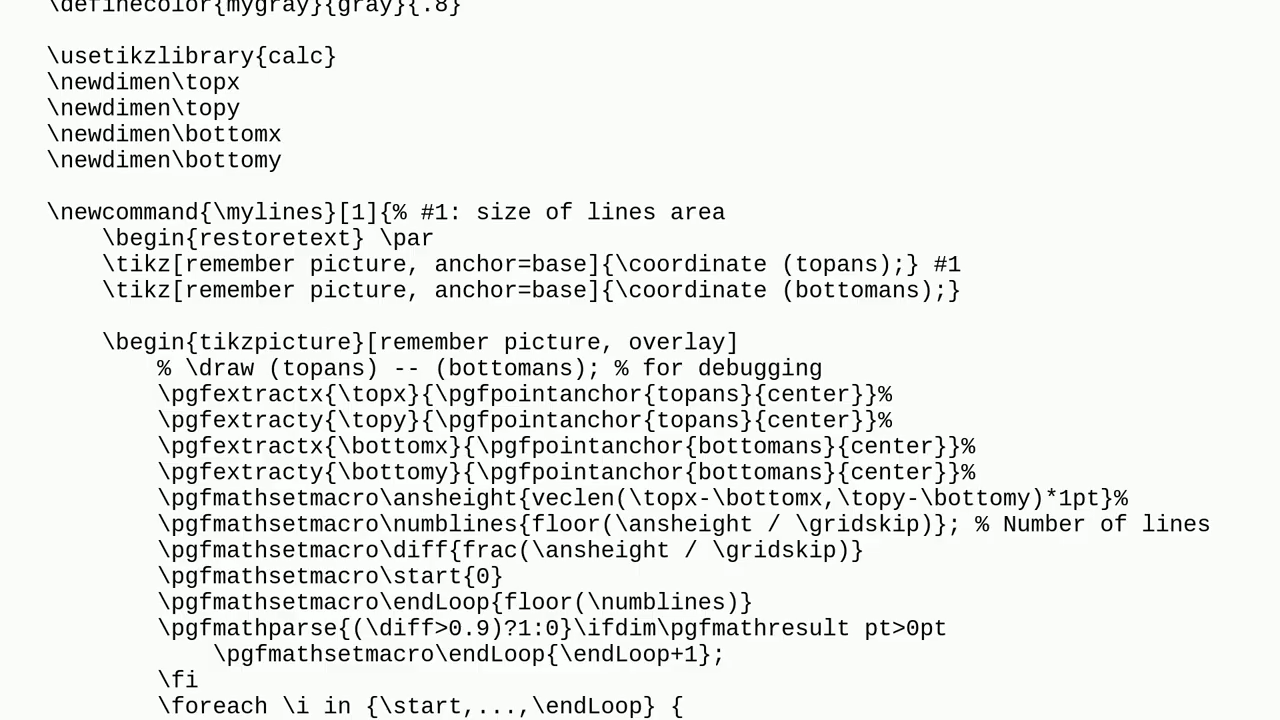 \definecolor{mygray}{gray}{.8}
\usetikzlibrary{calc}
\newdimen\topx
\newdimen\topy
\newdimen\bottomx
\newdimen\bottomy
\newcommand{\mylines}[1]{% #1: size of lines area
\begin{restoretext} \par
\tikz[remember picture, anchor=base]{\coordinate (topans);} #1
\tikz[remember picture, anchor=base]{\coordinate (bottomans);}
\begin{tikzpicture}[remember picture, overlay]
% \draw (topans) -- (bottomans); % for debugging
\pgfextractx{\topx}{\pgfpointanchor{topans}{center}}%
\pgfextracty{\topy}{\pgfpointanchor{topans}{center}}%
\pgfextractx{\bottomx}{\pgfpointanchor{bottomans}{center}}%
\pgfextracty{\bottomy}{\pgfpointanchor{bottomans}{center}}%
\pgfmathsetmacro\ansheight{veclen(\topx-\bottomx,\topy-\bottomy)*1pt}%
\pgfmathsetmacro\numblines{floor(\ansheight / \gridskip)}; % Number of lines
\pgfmathsetmacro\diff{frac(\ansheight / \gridskip)}
\pgfmathsetmacro\start{0}
\pgfmathsetmacro\endLoop{floor(\numblines)}
\pgfmathparse{(\diff>0.9)?1:0}\ifdim\pgfmathresult pt>0pt
\pgfmathsetmacro\endLoop{\endLoop+1};
\fi
\foreach \i in {\start,...,\endLoop} {